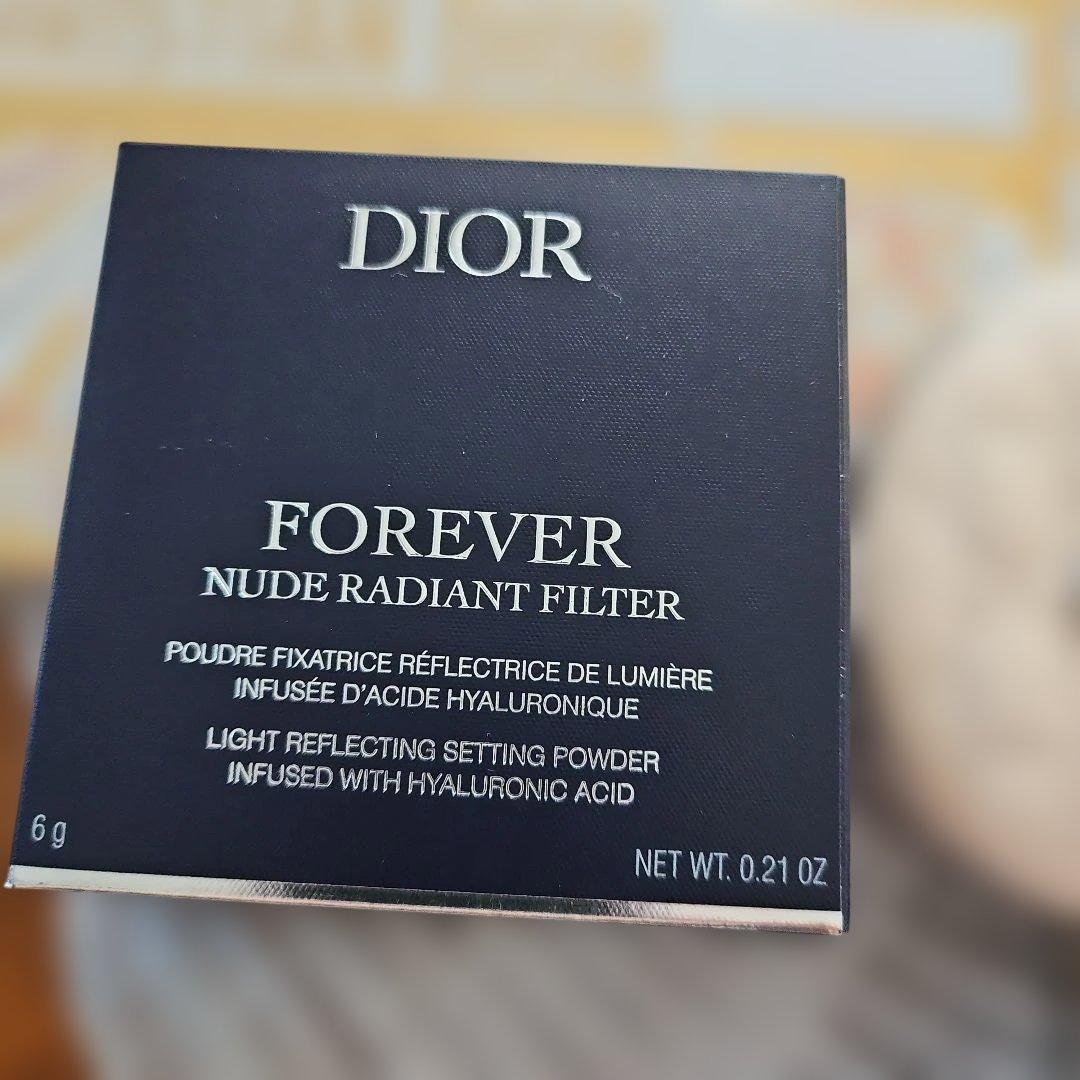 DIOR
FOREVER
NUDE RADIANT FILTER
POUDRE FIXATRICE RÉFLECTRICE DE LUMIÈRE
INFUSÉE D'ACIDE HYALURONIQUE
LIGHT REFLECTING SETTING POWDER
INFUSED WITH HYALURONIC ACID
6 g
NET WT. 0.21 OZ